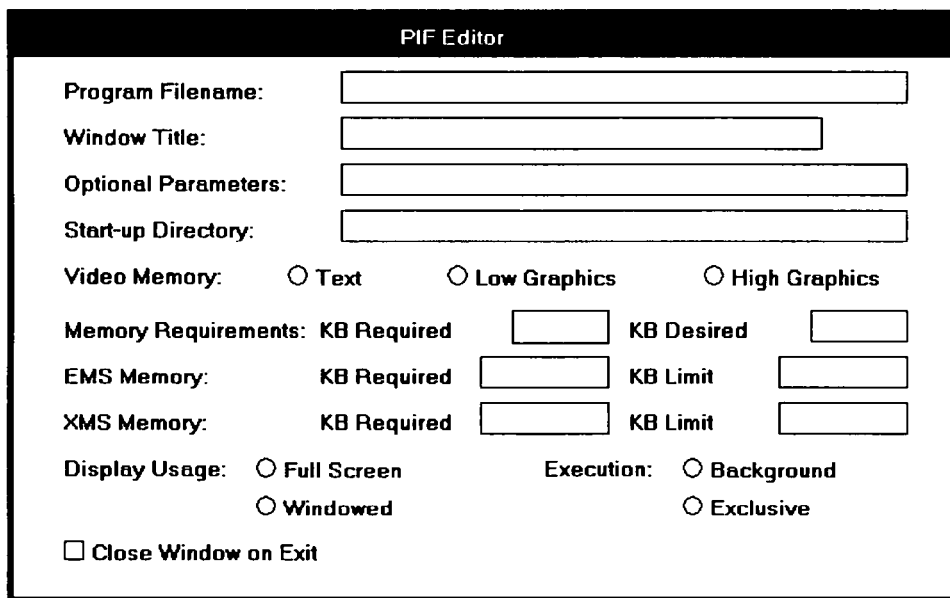 PIF Editor
Program Filename:
Window Title:
Optional Parameters:
Start-up Directory:
Video Memory: Text Low Graphics High Graphics
Memory Requirements: KB Required KB Desired
EMS Memory: KB Required KB Limit
XMS Memory: KB Required KB Limit
Display Usage: Full Screen Execution: Background
Windowed Exclusive
Close Window on Exit